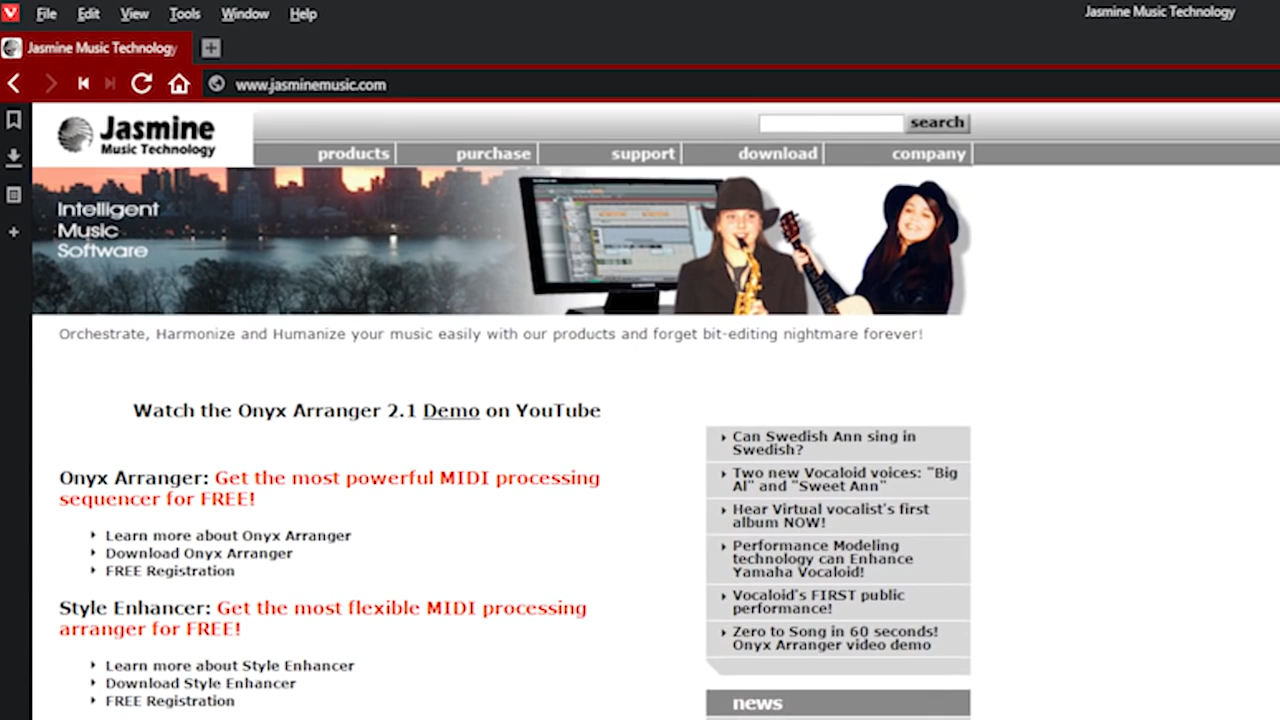 File Edit View Tools Window Help
Jasmine Music Technology
Jasmine Music Technology
www.jasminemusic.com
Jasmine
Music Technology
search
products purchase support download company
Intelligent
Music
Software
Orchestrate, Harmonize and Humanize your music easily with our products and forget bit-editing nightmare forever!
Watch the Onyx Arranger 2.1 Demo on YouTube
Onyx Arranger: Get the most powerful MIDI processing
sequencer for FREE!
Learn more about Onyx Arranger
Download Onyx Arranger
FREE Registration
Style Enhancer: Get the most flexible MIDI processing
arranger for FREE!
Learn more about Style Enhancer
Download Style Enhancer
FREE Registration
Can Swedish Ann sing in
Swedish?
Two new Vocaloid voices: "Big
Al" and "Sweet Ann"
Hear Virtual vocalist's first
album NOW!
Performance Modeling
technology can Enhance
Yamaha Vocaloid!
Vocaloid's FIRST public
performance!
Zero to Song in 60 seconds!
Onyx Arranger video demo
news